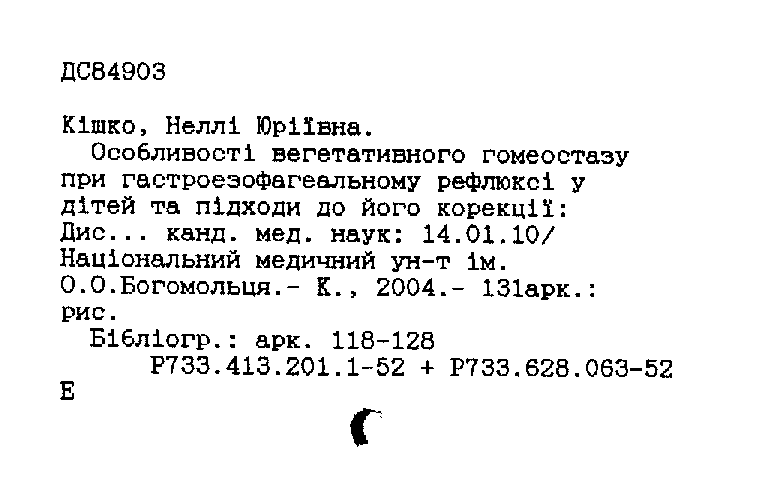 ДС84903
Кішко, Неллі Юріївна.
Особливості вегетативного гомеостазу
при гастроезофагеальному рефлюксі у
дітей та підходи до його корекції:
Дис... канд. мед. наук: 14.01.10/
Національний медичний ун-т ім.
О.О.Богомольця.- К., 2004.- 131арк.:
рис.
Бібліогр.: арк. 118-128
Р733.413.201.1-52 + Р733.628.063-52
Е